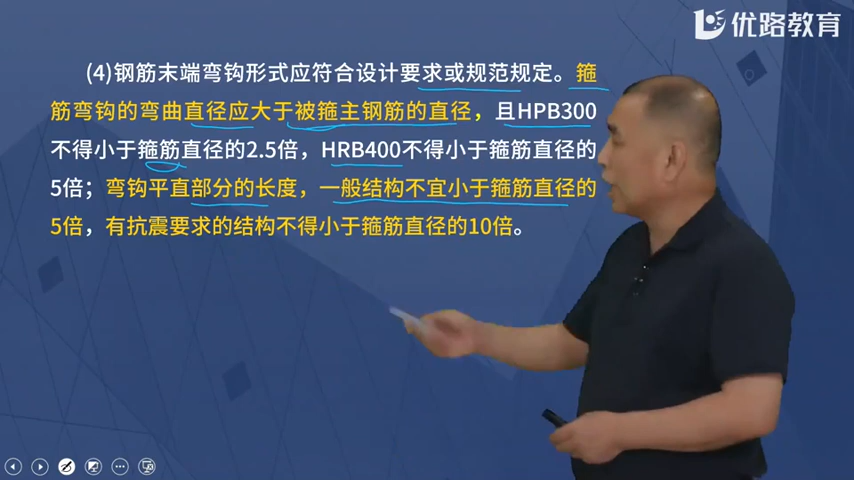 优路教育
(4)钢筋末端弯钩形式应符合设计要求或规范规定。箍
筋弯钩的弯曲直径应大于被箍主钢筋的直径，且HPB300
不得小于箍筋直径的2.5倍，HRB400不得小于箍筋直径的
5倍；弯钩平直部分的长度，一般结构不宜小于箍筋直径的
5倍，有抗震要求的结构不得小于箍筋直径的10倍。